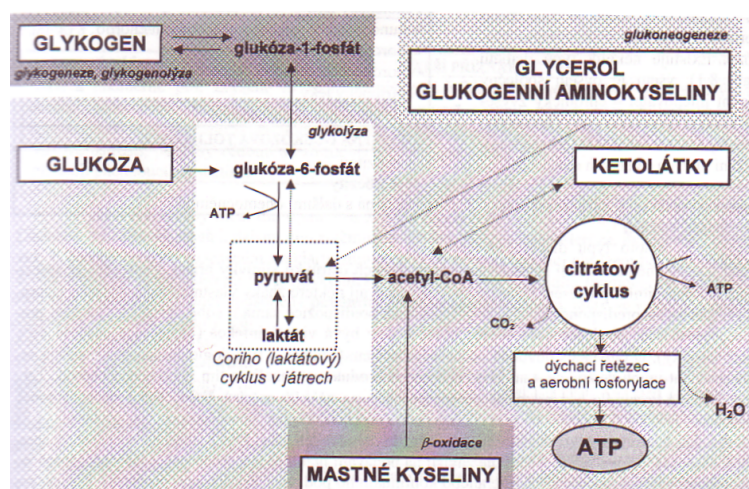 GLYKOGEN
glukóza-1-fosfát
glykogeneze, glykogenolýza
glukoneogeneze
GLYCEROL
GLUKOGENNÍ AMINOKYSELINY
glykolýza
GLUKÓZA
glukóza-6-fosfát
KETOLÁTKY
ATP
pyruvát
acetyl-CoA
citrátový
cyklus
ATP
CO₂
laktát
Coriho (laktátový)
cyklus v játrech
dýchací řetězec
a aerobní fosforylace
H₂O
β-oxidace
MASTNÉ KYSELINY
ATP